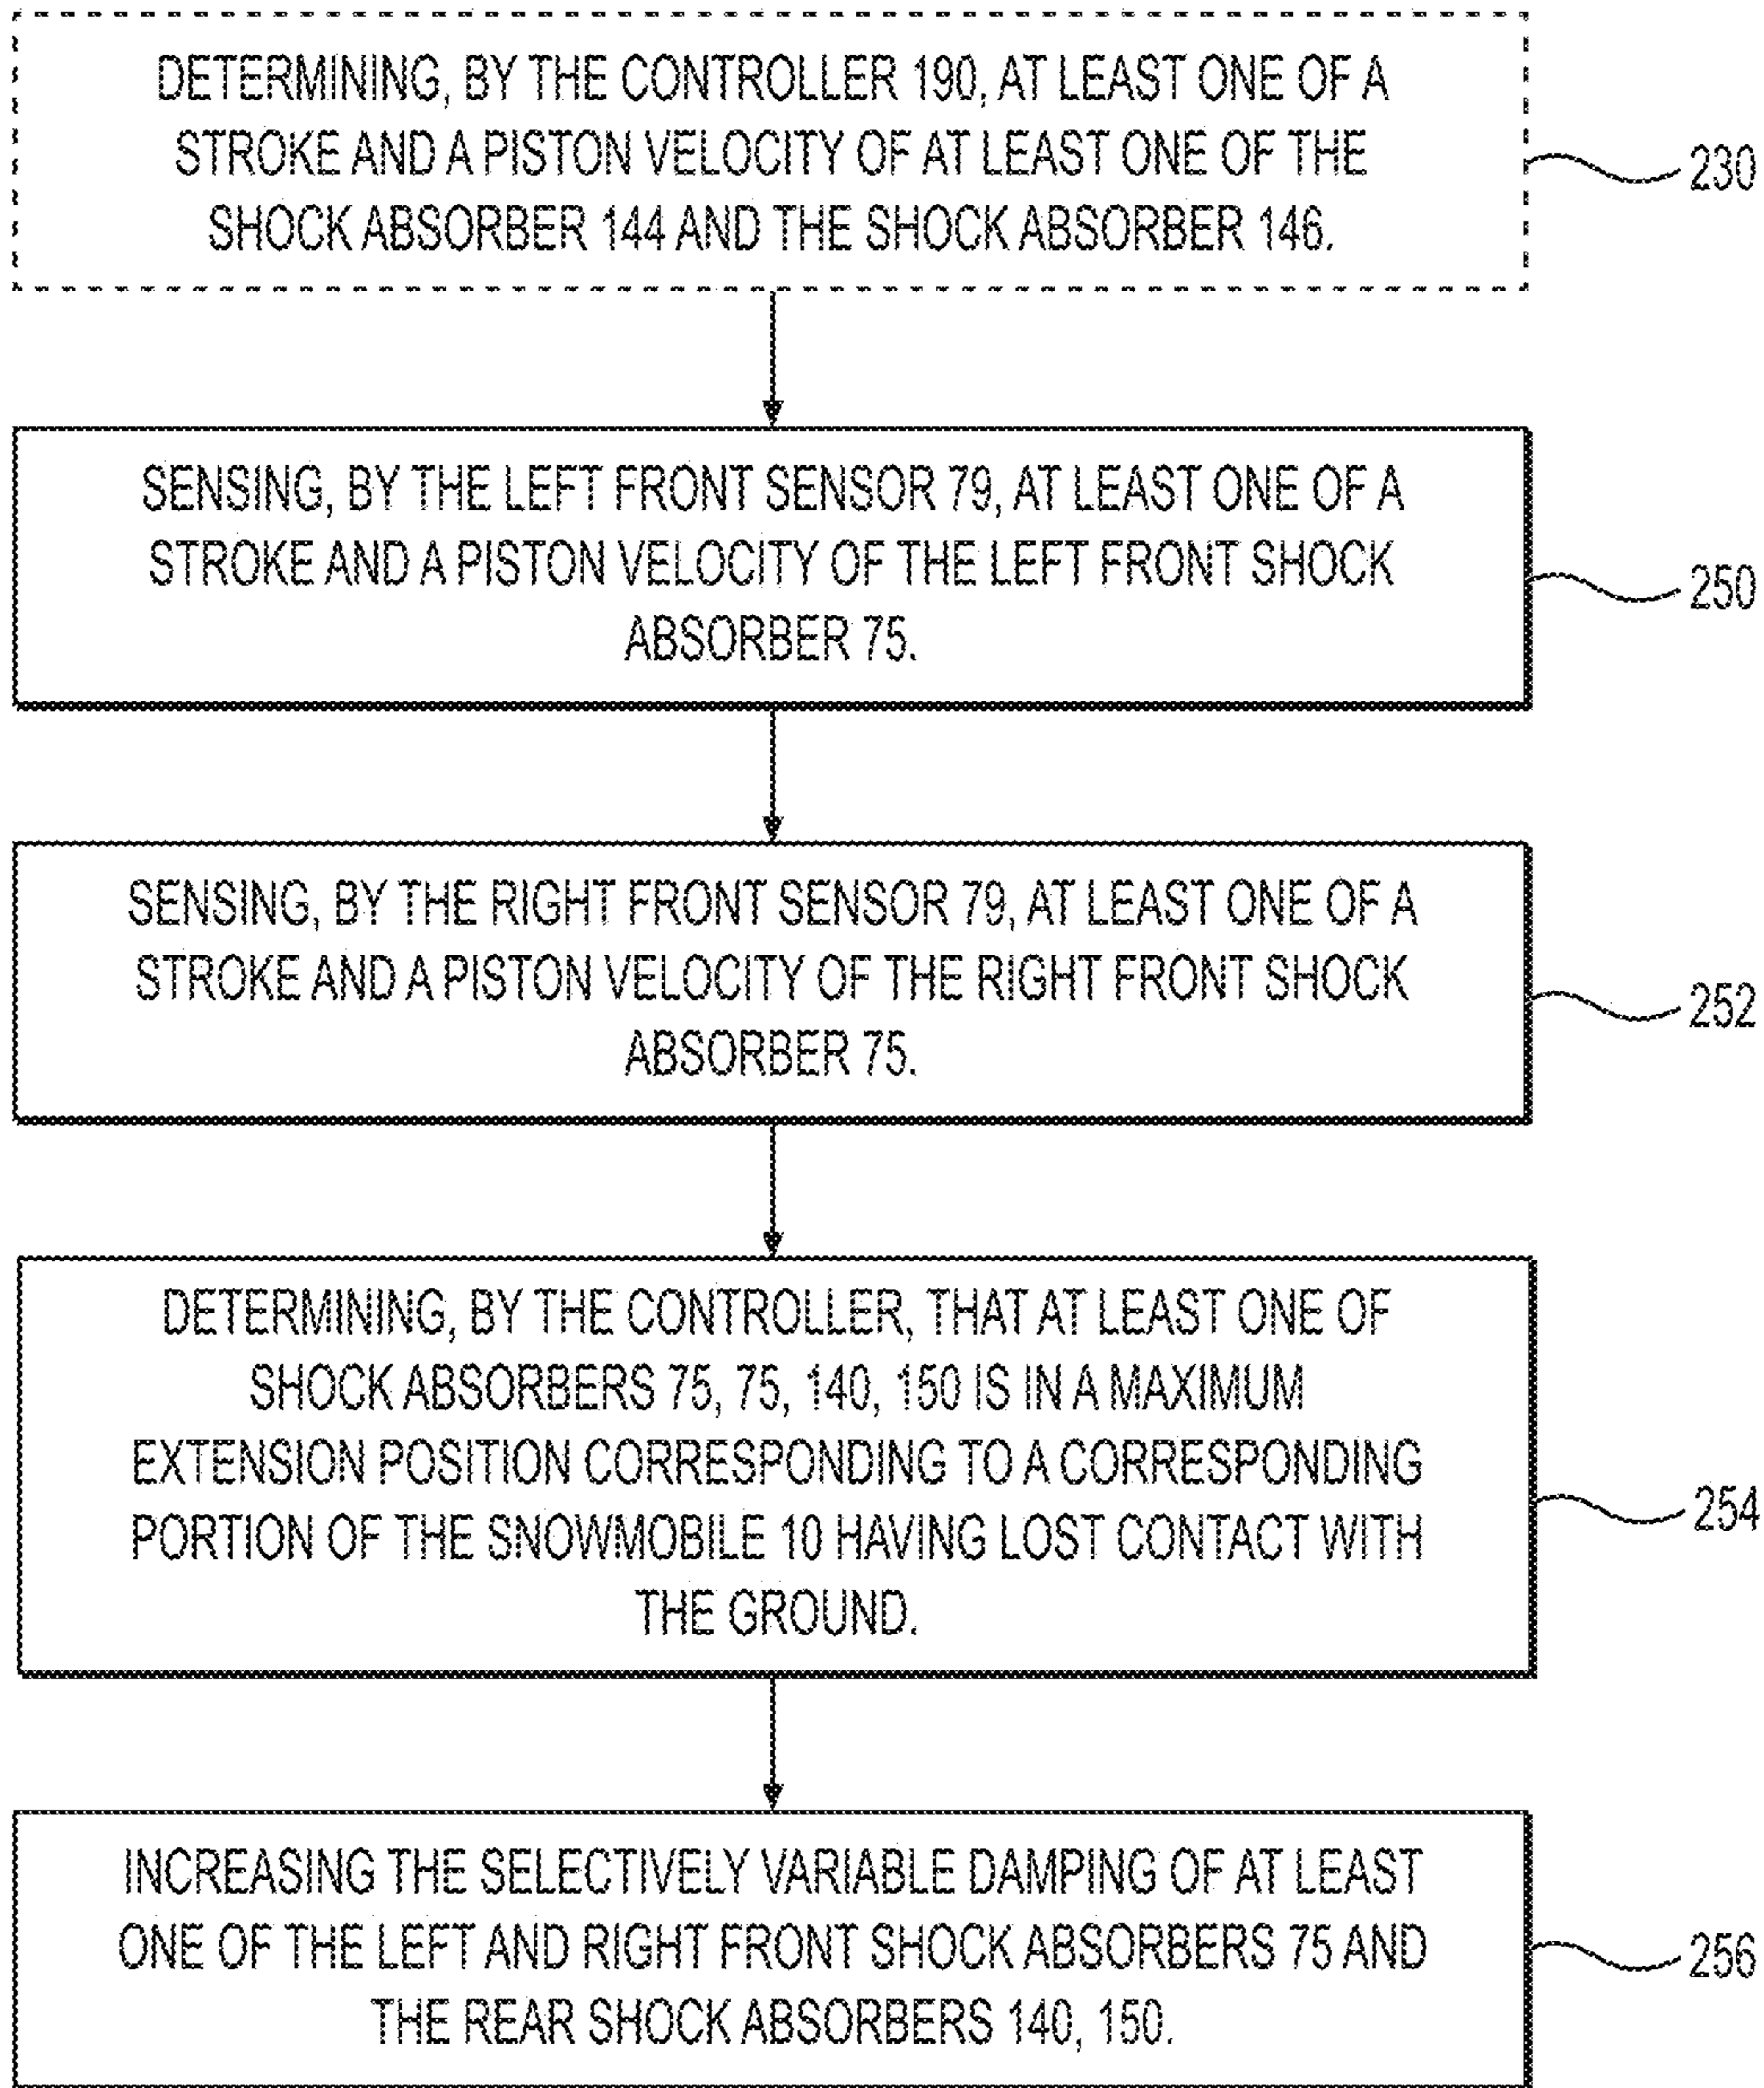 DETERMINING, BY THE CONTROLLER 190, AT LEAST ONE OF A
STROKE AND A PISTON VELOCITY OF AT LEAST ONE OF THE
SHOCK ABSORBER 144 AND THE SHOCK ABSORBER 146.
230
SENSING, BY THE LEFT FRONT SENSOR 79, AT LEAST ONE OF A
STROKE AND A PISTON VELOCITY OF THE LEFT FRONT SHOCK
ABSORBER 75.
250
SENSING, BY THE RIGHT FRONT SENSOR 79, AT LEAST ONE OF A
STROKE AND A PISTON VELOCITY OF THE RIGHT FRONT SHOCK
ABSORBER 75.
252
DETERMINING, BY THE CONTROLLER, THAT AT LEAST ONE OF
SHOCK ABSORBERS 75, 75, 140, 150 IS IN A MAXIMUM
EXTENSION POSITION CORRESPONDING TO A CORRESPONDING
PORTION OF THE SNOWMOBILE 10 HAVING LOST CONTACT WITH
THE GROUND.
254
INCREASING THE SELECTIVELY VARIABLE DAMPING OF AT LEAST
ONE OF THE LEFT AND RIGHT FRONT SHOCK ABSORBERS 75 AND
THE REAR SHOCK ABSORBERS 140, 150.
256